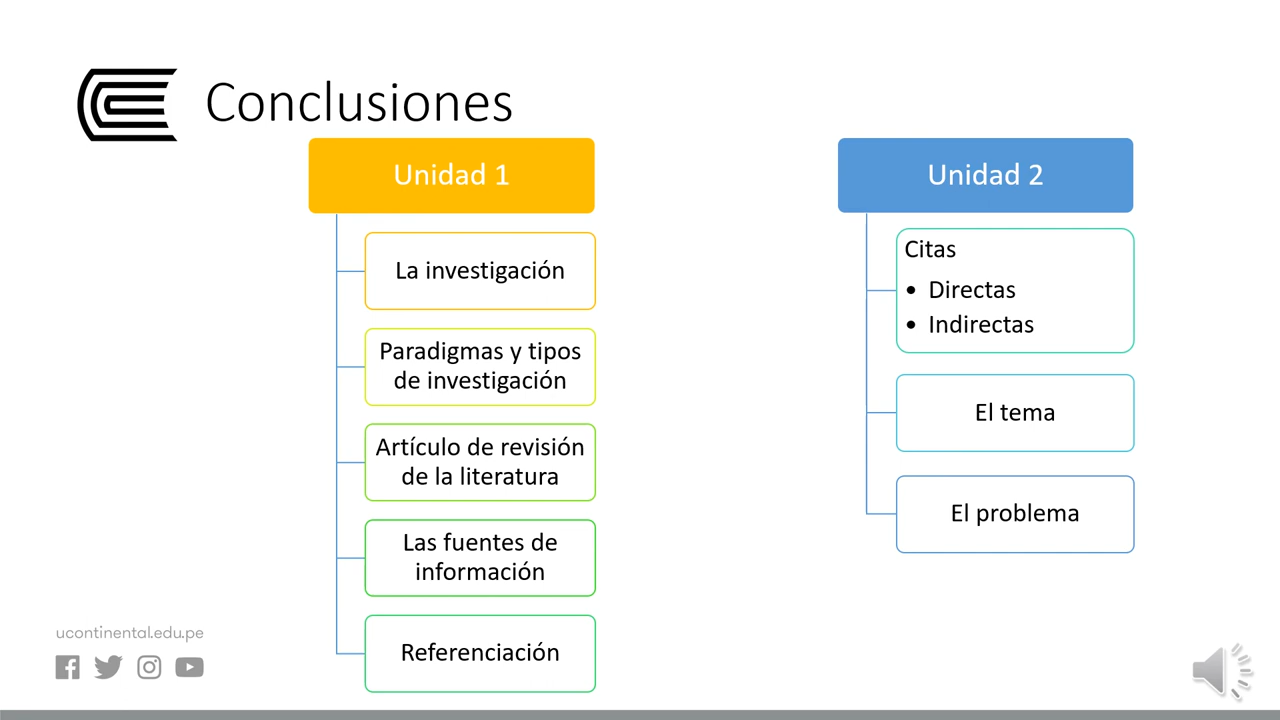 Conclusiones
Unidad 1
La investigación
Paradigmas y tipos
de investigación
Artículo de revisión
de la literatura
Las fuentes de
información
Referenciación
Unidad 2
Citas
• Directas
• Indirectas
El tema
El problema
ucontinental.edu.pe